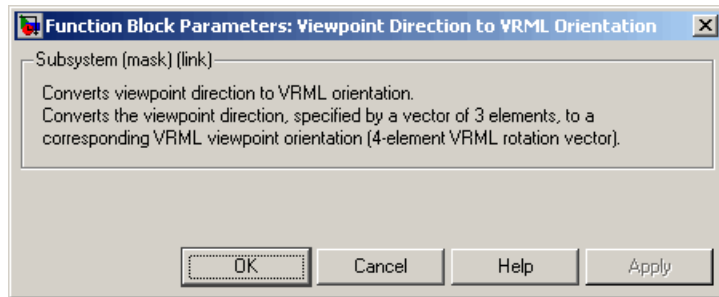 Function Block Parameters: Viewpoint Direction to VRML Orientation
Subsystem (mask) (link)
Converts viewpoint direction to VRML orientation.
Converts the viewpoint direction, specified by a vector of 3 elements, to a
corresponding VRML viewpoint orientation (4-element VRML rotation vector).
OK Cancel Help Apply